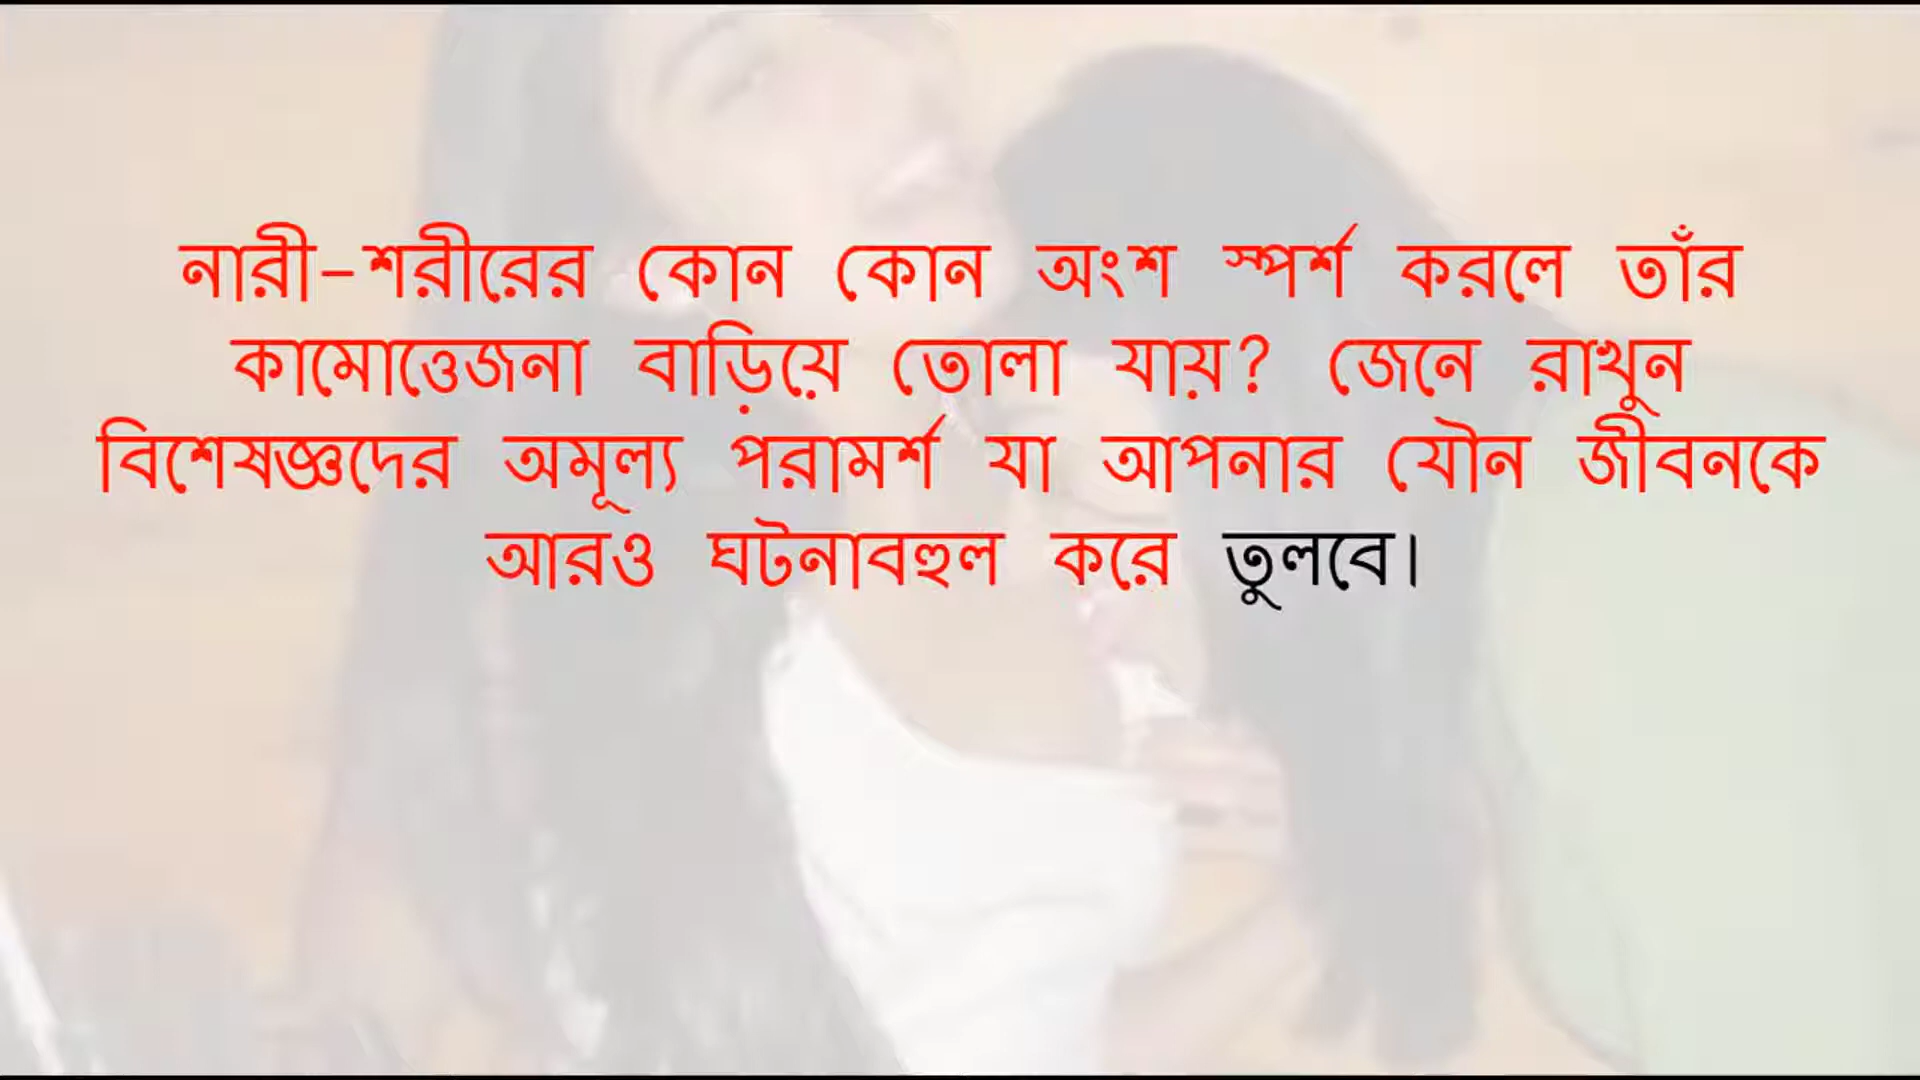 নারী-শরীরের কোন কোন অংশ স্পর্শ করলে তাঁর
কামোত্তেজনা বাড়িয়ে তোলা যায়? জেনে রাখুন
বিশেষজ্ঞদের অমূল্য পরামর্শ যা আপনার যৌন জীবনকে
আরও ঘটনাবহুল করে তুলবে।